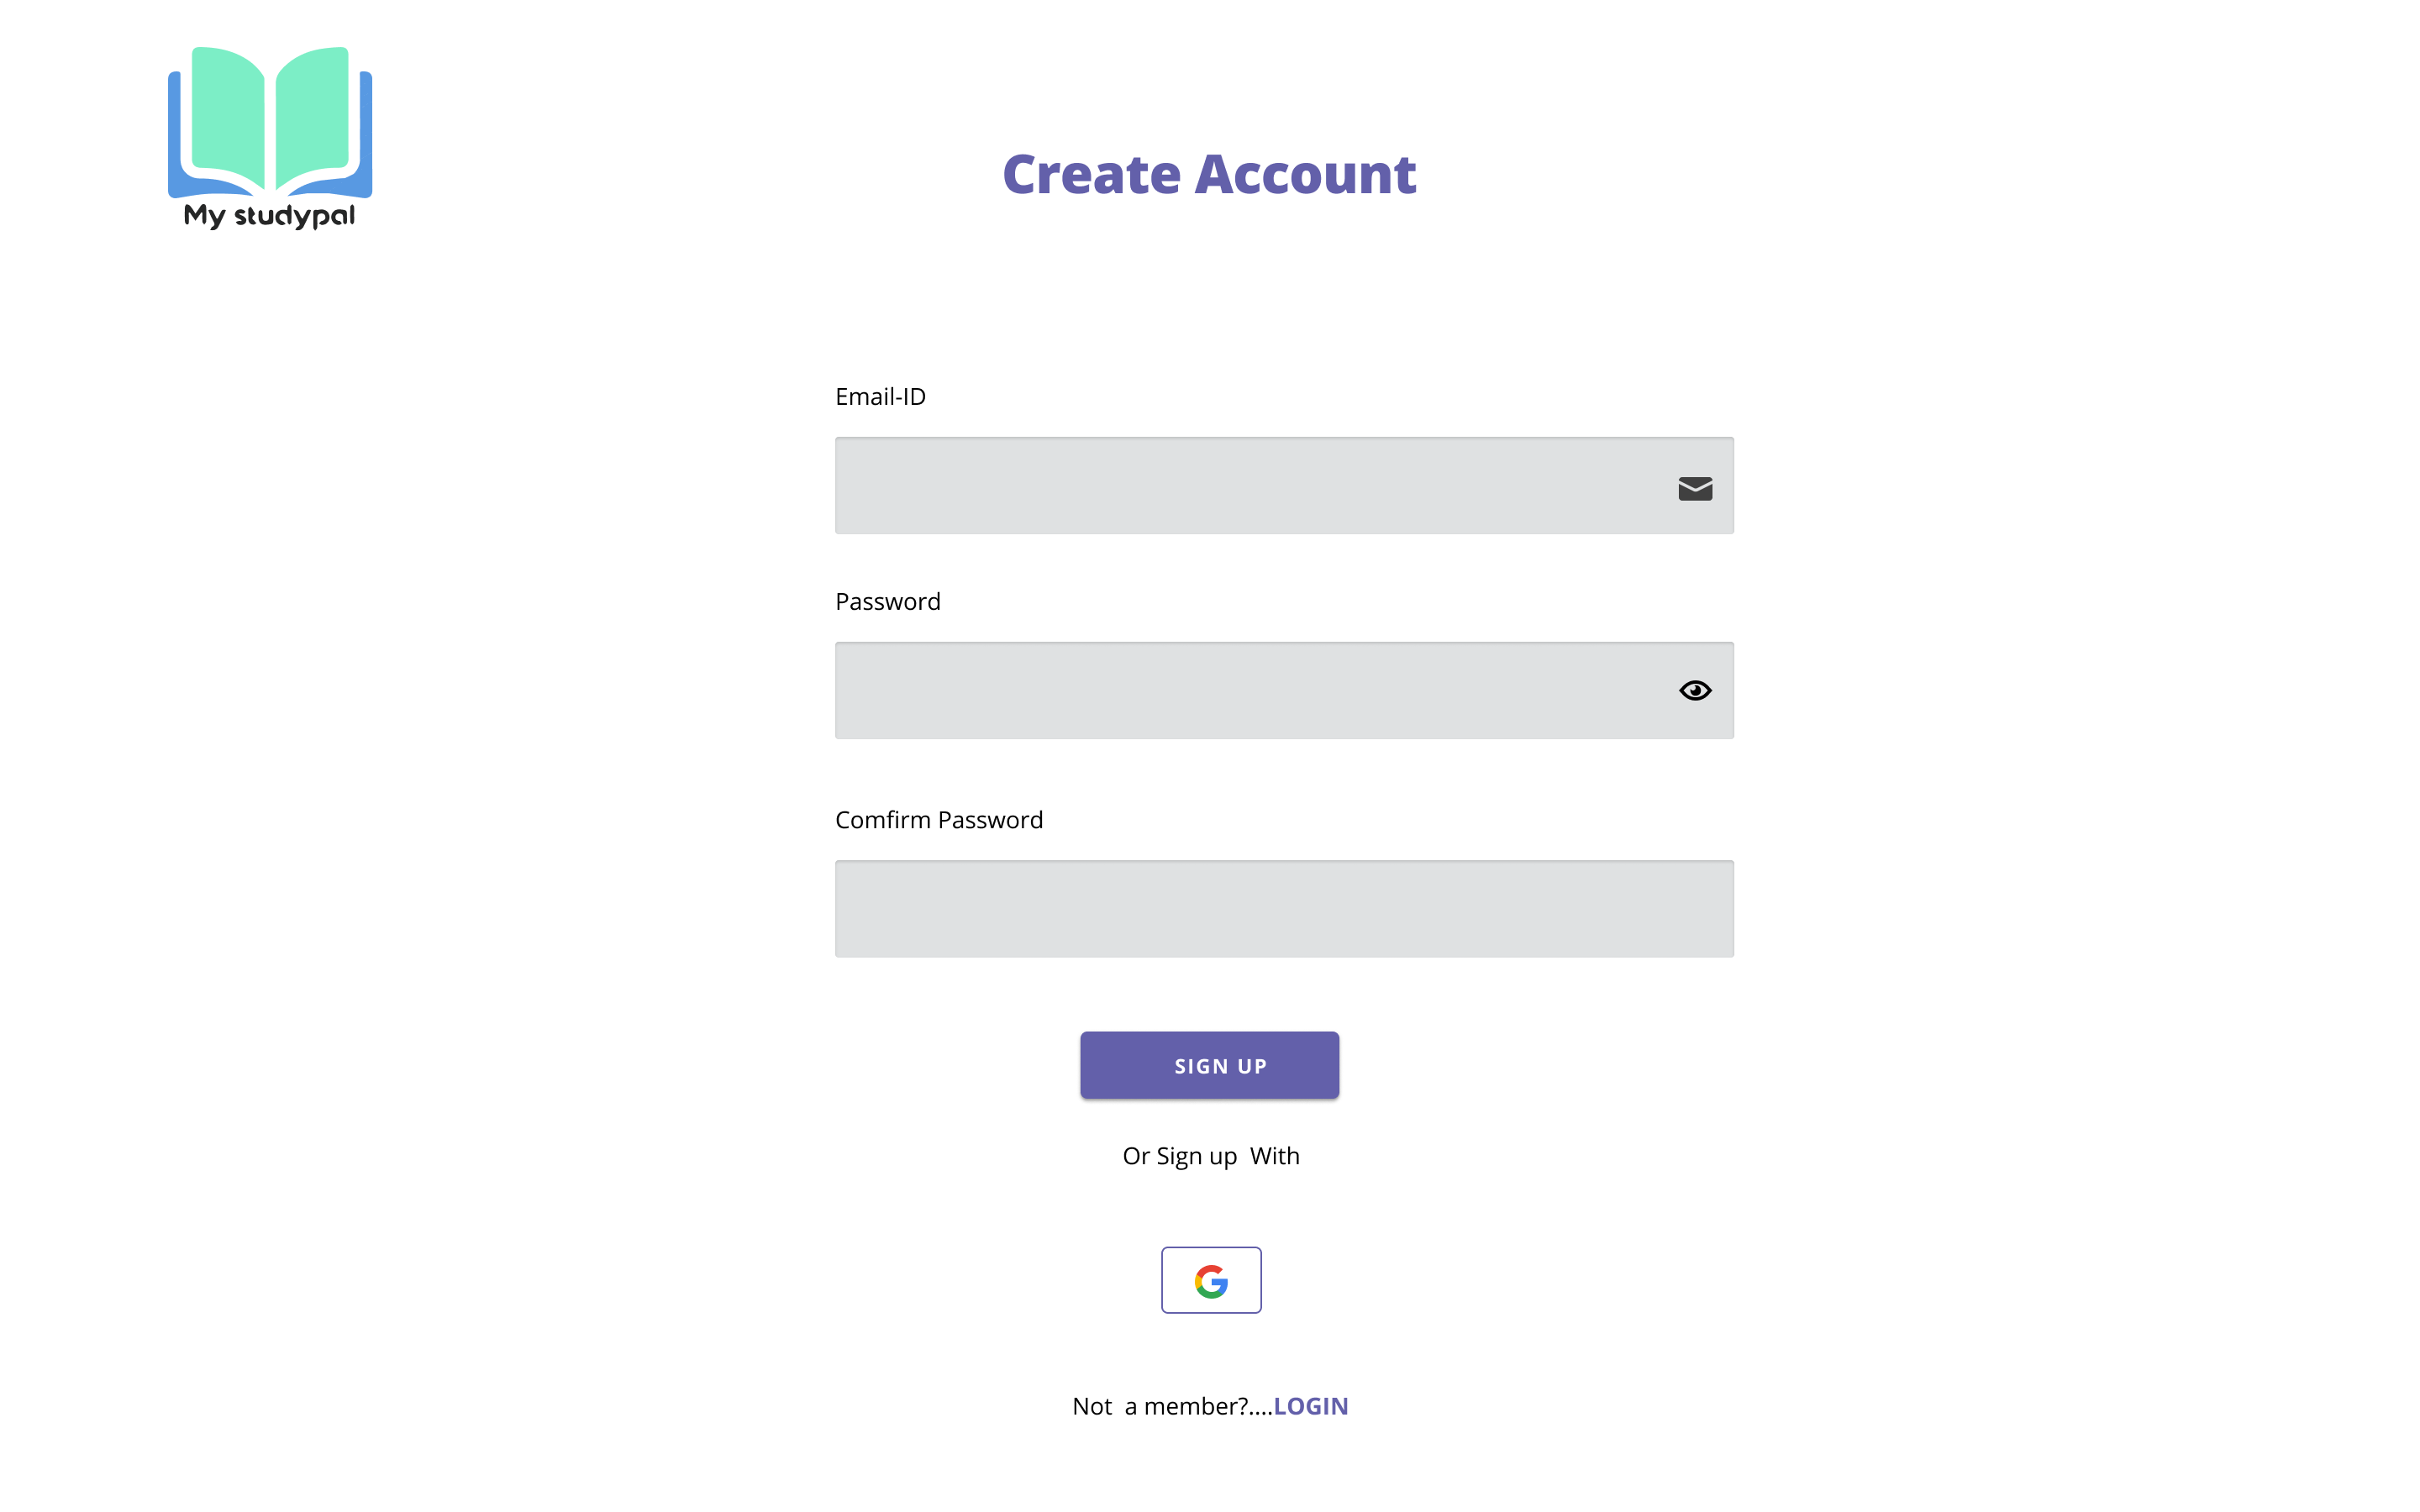 My studypal
Create Account
Email-ID
Password
Comfirm Password
SIGN UP
Or Sign up  With
Not  a member?....LOGIN